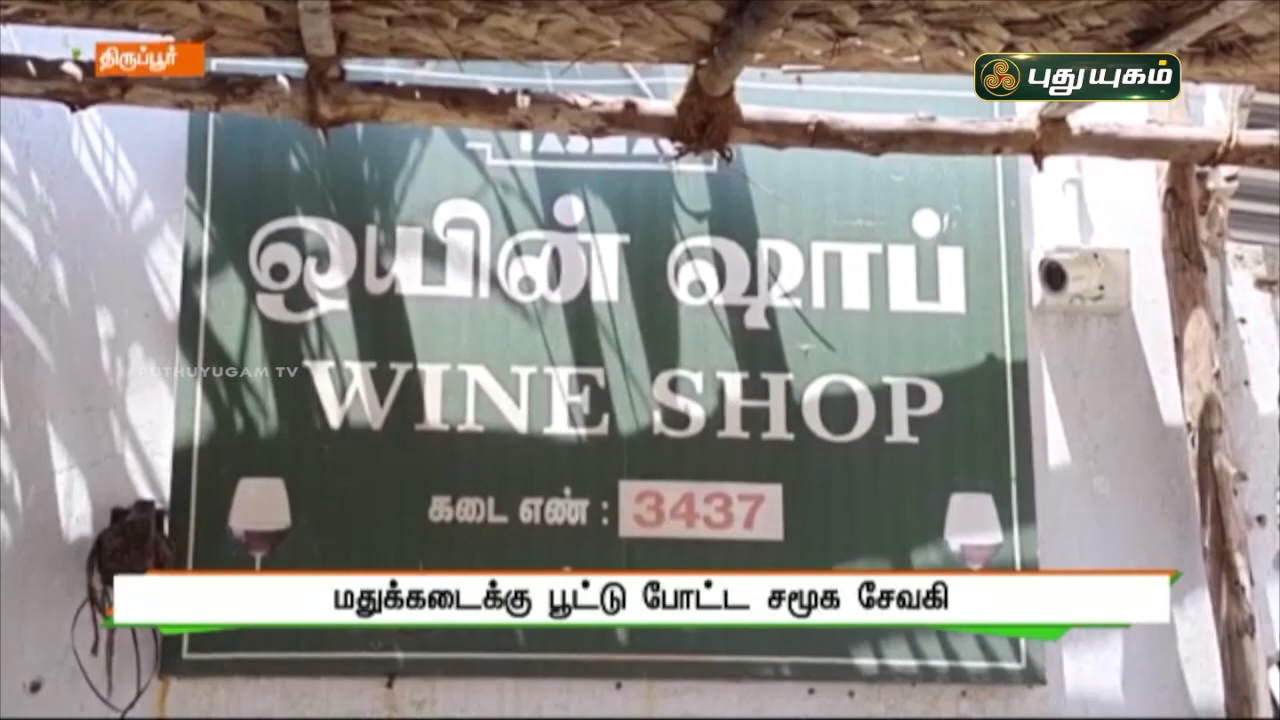 திருப்பூர்
புதுயுகம்
ஒயின் ஷாப்
WINE SHOP
PUTHUYUGAM TV
கடை எண் : 3437
மதுக்கடைக்கு பூட்டு போட்ட சமூக சேவகி